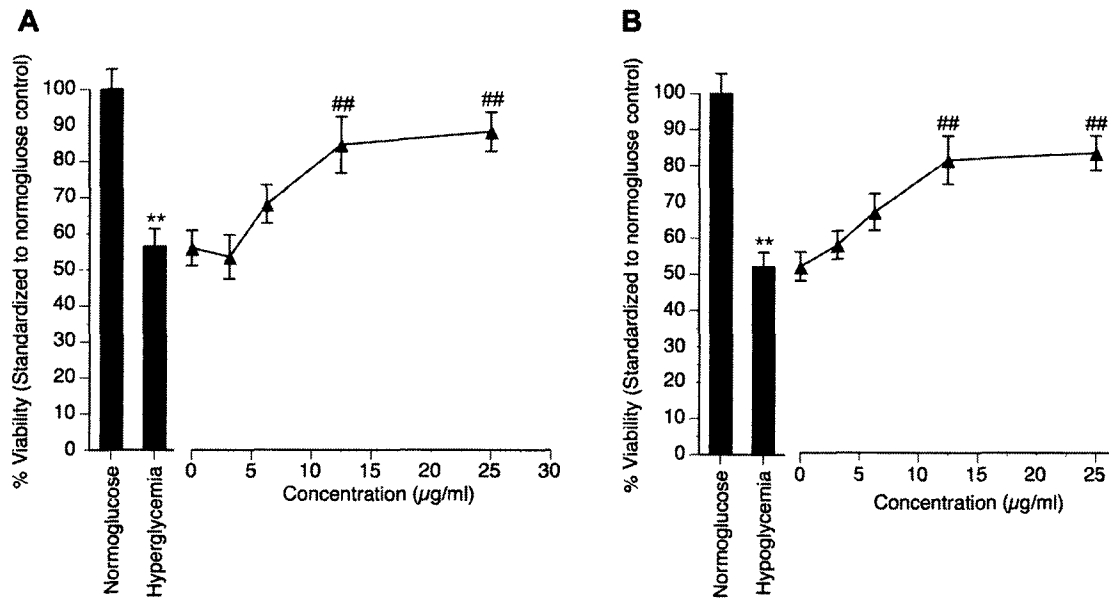 A
% Viability (Standardized to normogluose control)
100
90
80
70
60
50
40
30
20
10
0
**
##
##
0 5 10 15 20 25 30
Concentration (µg/ml)
Normoglucose
Hyperglycemia
B
% Viability (Standardized to normogluose control)
100
90
80
70
60
50
40
30
20
10
0
**
##
##
0 5 10 15 20 25
Concentration (µg/ml)
Normoglucose
Hypoglycemia